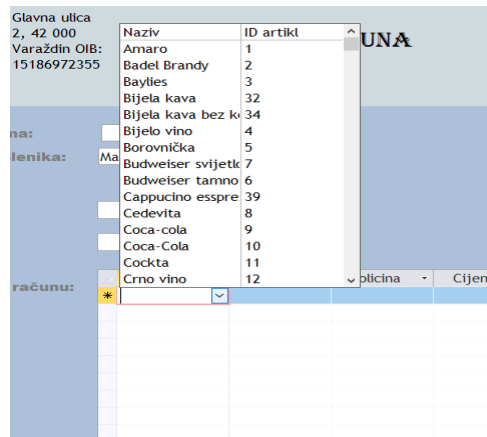 Glavna ulica
2, 42 000
Varaždin OIB:
15186972355
UNA
Naziv ID artikl
Amaro 1
Badel Brandy 2
Baylies 3
Bijela kava 32
Bijela kava bez k 34
Bijelo vino 4
Borovnička 5
Budweiser svijetl 7
Budweiser tamno 6
Cappucino esspre 39
Cedevita 8
Coca-cola 9
Coca-Cola 10
Cockta 11
Crno vino 12
na:
lenika: Ma
računu:
olicina Cijen